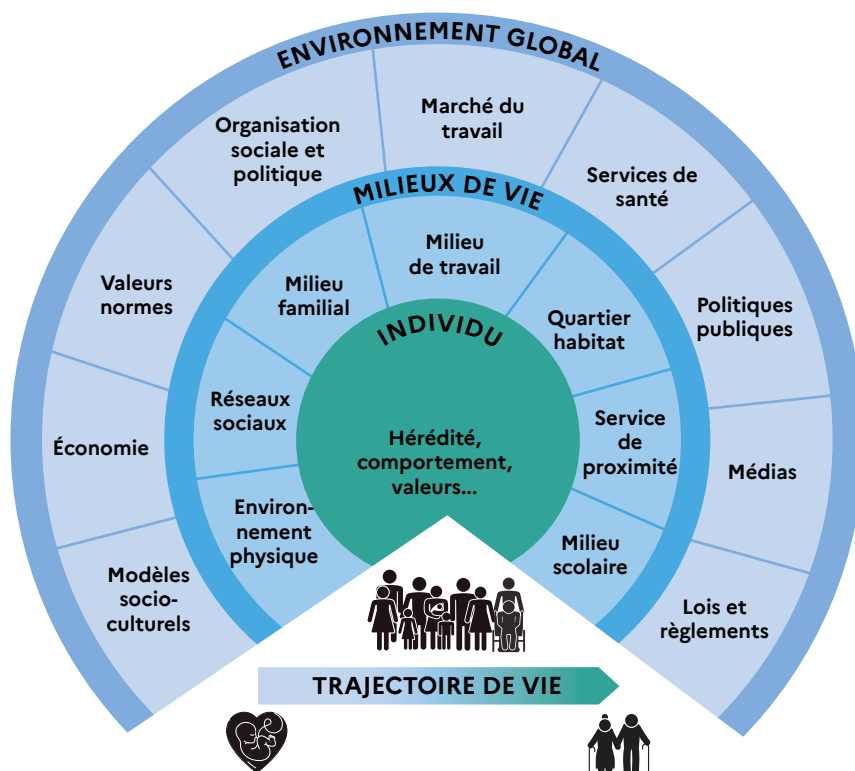 ENVIRONNEMENT GLOBAL
Organisation
sociale et
politique
Marché du
travail
Services de
santé
Valeurs
normes
Politiques
publiques
Économie
Médias
Modèles
socio-
culturels
Lois et
règlements
MILIEUX DE VIE
Milieu
familial
Milieu
de travail
Quartier
habitat
Réseaux
sociaux
Service
de
proximité
Environ-
nement
physique
Milieu
scolaire
INDIVIDU
Hérédité,
comportement,
valeurs...
TRAJECTOIRE DE VIE